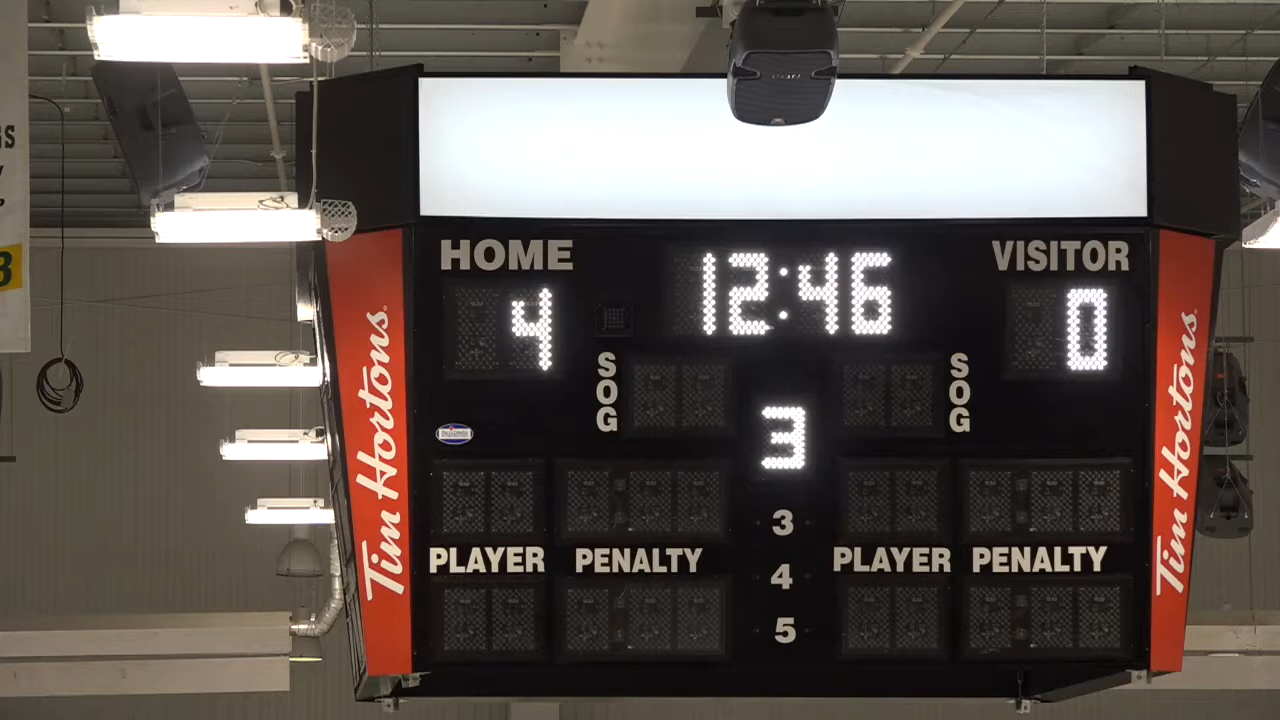 HOME
12:46
VISITOR
4
0
SOG
SOG
3
3
PLAYER
PENALTY
PLAYER
PENALTY
4
5
Tim Hortons
Tim Hortons